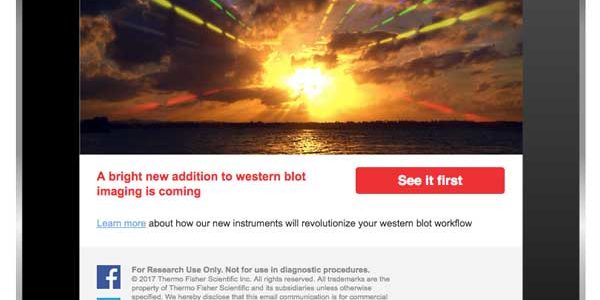 A bright new addition to western blot
imaging is coming
See it first
Learn more about how our new instruments will revolutionize your western blot workflow
For Research Use Only. Not for use in diagnostic procedures.
© 2017 Thermo Fisher Scientific Inc. All rights reserved. All trademarks are the
property of Thermo Fisher Scientific and its subsidiaries unless otherwise
specified. We hereby disclose that this email communication is for commercial